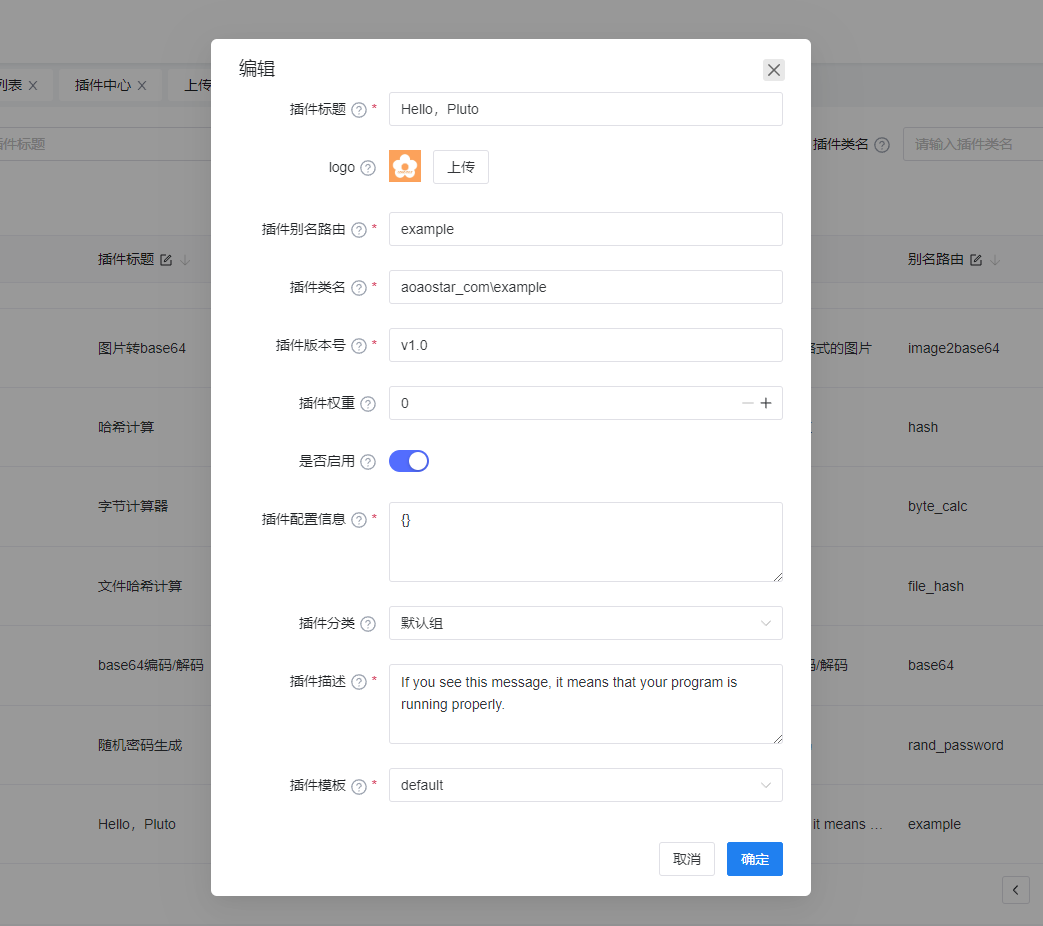 编辑
列表
插件中心
上传
插件标题 *
Hello，Pluto
件标题
插件类名
请输入插件类名
logo
上传
插件别名路由 *
example
插件标题
别名路由
插件类名 *
aoaostar_com\example
插件版本号 *
v1.0
图片转base64
格式的图片
image2base64
插件权重
0
哈希计算
hash
是否启用
字节计算器
byte_calc
插件配置信息 *
{}
文件哈希计算
file_hash
插件分类
默认组
base64编码/解码
码/解码
base64
插件描述 *
If you see this message, it means that your program is
running properly.
随机密码生成
rand_password
插件模板 *
default
Hello，Pluto
it means …
example
取消
确定